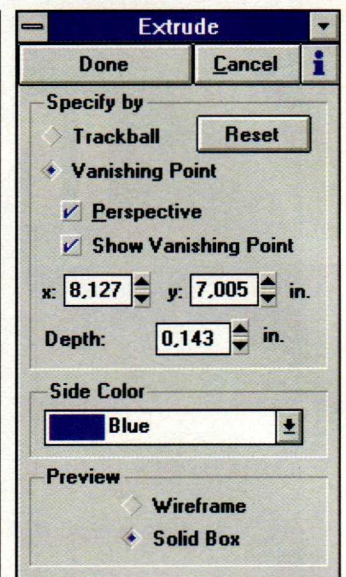 Extrude
Done Cancel i
Specify by
Trackball Reset
Vanishing Point
Perspective
Show Vanishing Point
x: 8,127 y: 7,005 in.
Depth: 0,143 in.
Side Color
Blue
Preview
Wireframe
Solid Box